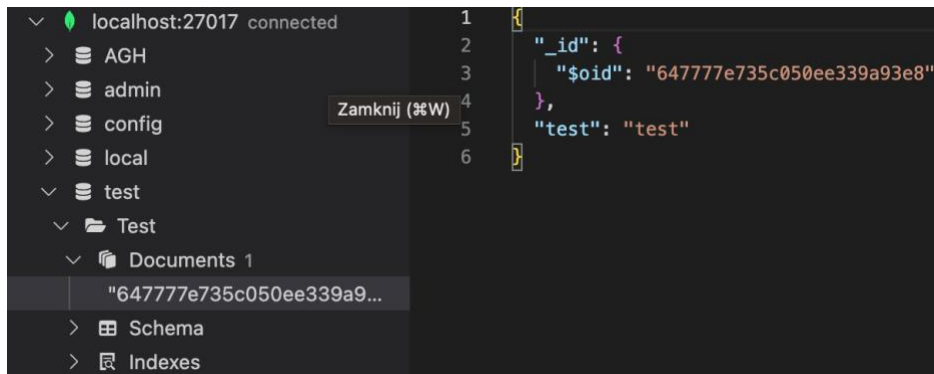 localhost:27017 connected
AGH
admin
config
local
test
Test
Documents 1
"647777e735c050ee339a9...
Schema
Indexes
Zamknij (⌘W)
1 {
2 "_id": {
3 "$oid": "647777e735c050ee339a93e8"
4 },
5 "test": "test"
6 }